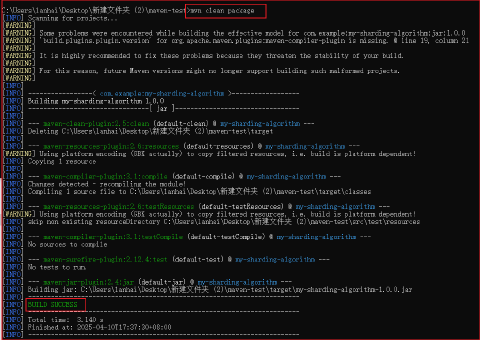 C:\Users\lanhai\Desktop\新建文件夹 (2)\maven-test>mvn clean package
[INFO] Scanning for projects...
[WARNING]
[WARNING] Some problems were encountered while building the effective model for com.example:my-sharding-algorithm:jar:1.0.0
[WARNING] 'build.plugins.plugin.version' for org.apache.maven.plugins:maven-compiler-plugin is missing. @ line 19, column 21
[WARNING]
[WARNING] It is highly recommended to fix these problems because they threaten the stability of your build.
[WARNING]
[WARNING] For this reason, future Maven versions might no longer support building such malformed projects.
[WARNING]
[INFO]
[INFO] -----------------< com.example:my-sharding-algorithm >-----------------
[INFO] Building my-sharding-algorithm 1.0.0
[INFO] --------------------------------[ jar ]---------------------------------
[INFO]
[INFO] --- maven-clean-plugin:2.5:clean (default-clean) @ my-sharding-algorithm ---
[INFO] Deleting C:\Users\lanhai\Desktop\新建文件夹 (2)\maven-test\target
[INFO]
[INFO] --- maven-resources-plugin:2.6:resources (default-resources) @ my-sharding-algorithm ---
[WARNING] Using platform encoding (GBK actually) to copy filtered resources, i.e. build is platform dependent!
[INFO] Copying 1 resource
[INFO]
[INFO] --- maven-compiler-plugin:3.1:compile (default-compile) @ my-sharding-algorithm ---
[INFO] Changes detected - recompiling the module!
[INFO] Compiling 1 source file to C:\Users\lanhai\Desktop\新建文件夹 (2)\maven-test\target\classes
[INFO]
[INFO] --- maven-resources-plugin:2.6:testResources (default-testResources) @ my-sharding-algorithm ---
[WARNING] Using platform encoding (GBK actually) to copy filtered resources, i.e. build is platform dependent!
[INFO] skip non existing resourceDirectory C:\Users\lanhai\Desktop\新建文件夹 (2)\maven-test\src\test\resources
[INFO]
[INFO] --- maven-compiler-plugin:3.1:testCompile (default-testCompile) @ my-sharding-algorithm ---
[INFO] No sources to compile
[INFO]
[INFO] --- maven-surefire-plugin:2.12.4:test (default-test) @ my-sharding-algorithm ---
[INFO] No tests to run.
[INFO]
[INFO] --- maven-jar-plugin:2.4:jar (default-jar) @ my-sharding-algorithm ---
[INFO] Building jar: C:\Users\lanhai\Desktop\新建文件夹 (2)\maven-test\target\my-sharding-algorithm-1.0.0.jar
[INFO] ------------------------------------------------------------------------
[INFO] BUILD SUCCESS
[INFO] ------------------------------------------------------------------------
[INFO] Total time:  3.140 s
[INFO] Finished at: 2025-04-10T17:37:30+08:00
[INFO] ------------------------------------------------------------------------